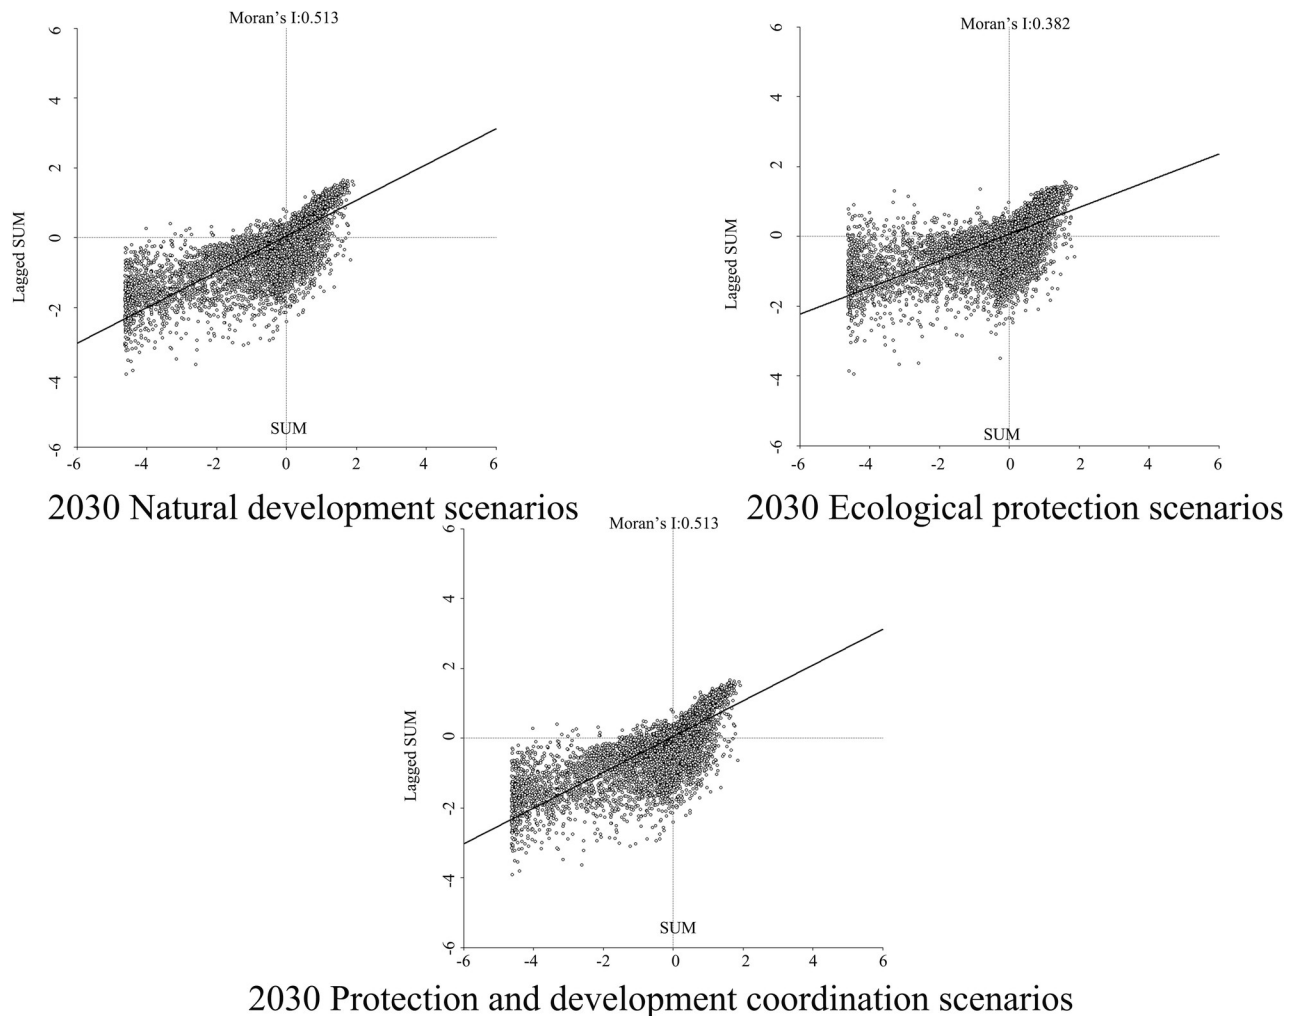 Moran's I:0.513
6
4
2
0
-2
-4
-6
Lagged SUM
SUM
-6 -4 -2 0 2 4 6
2030 Natural development scenarios
Moran's I:0.382
6
4
2
0
-2
-4
-6
Lagged SUM
SUM
-6 -4 -2 0 2 4 6
2030 Ecological protection scenarios
Moran's I:0.513
6
4
2
0
-2
-4
-6
Lagged SUM
SUM
-6 -4 -2 0 2 4 6
2030 Protection and development coordination scenarios